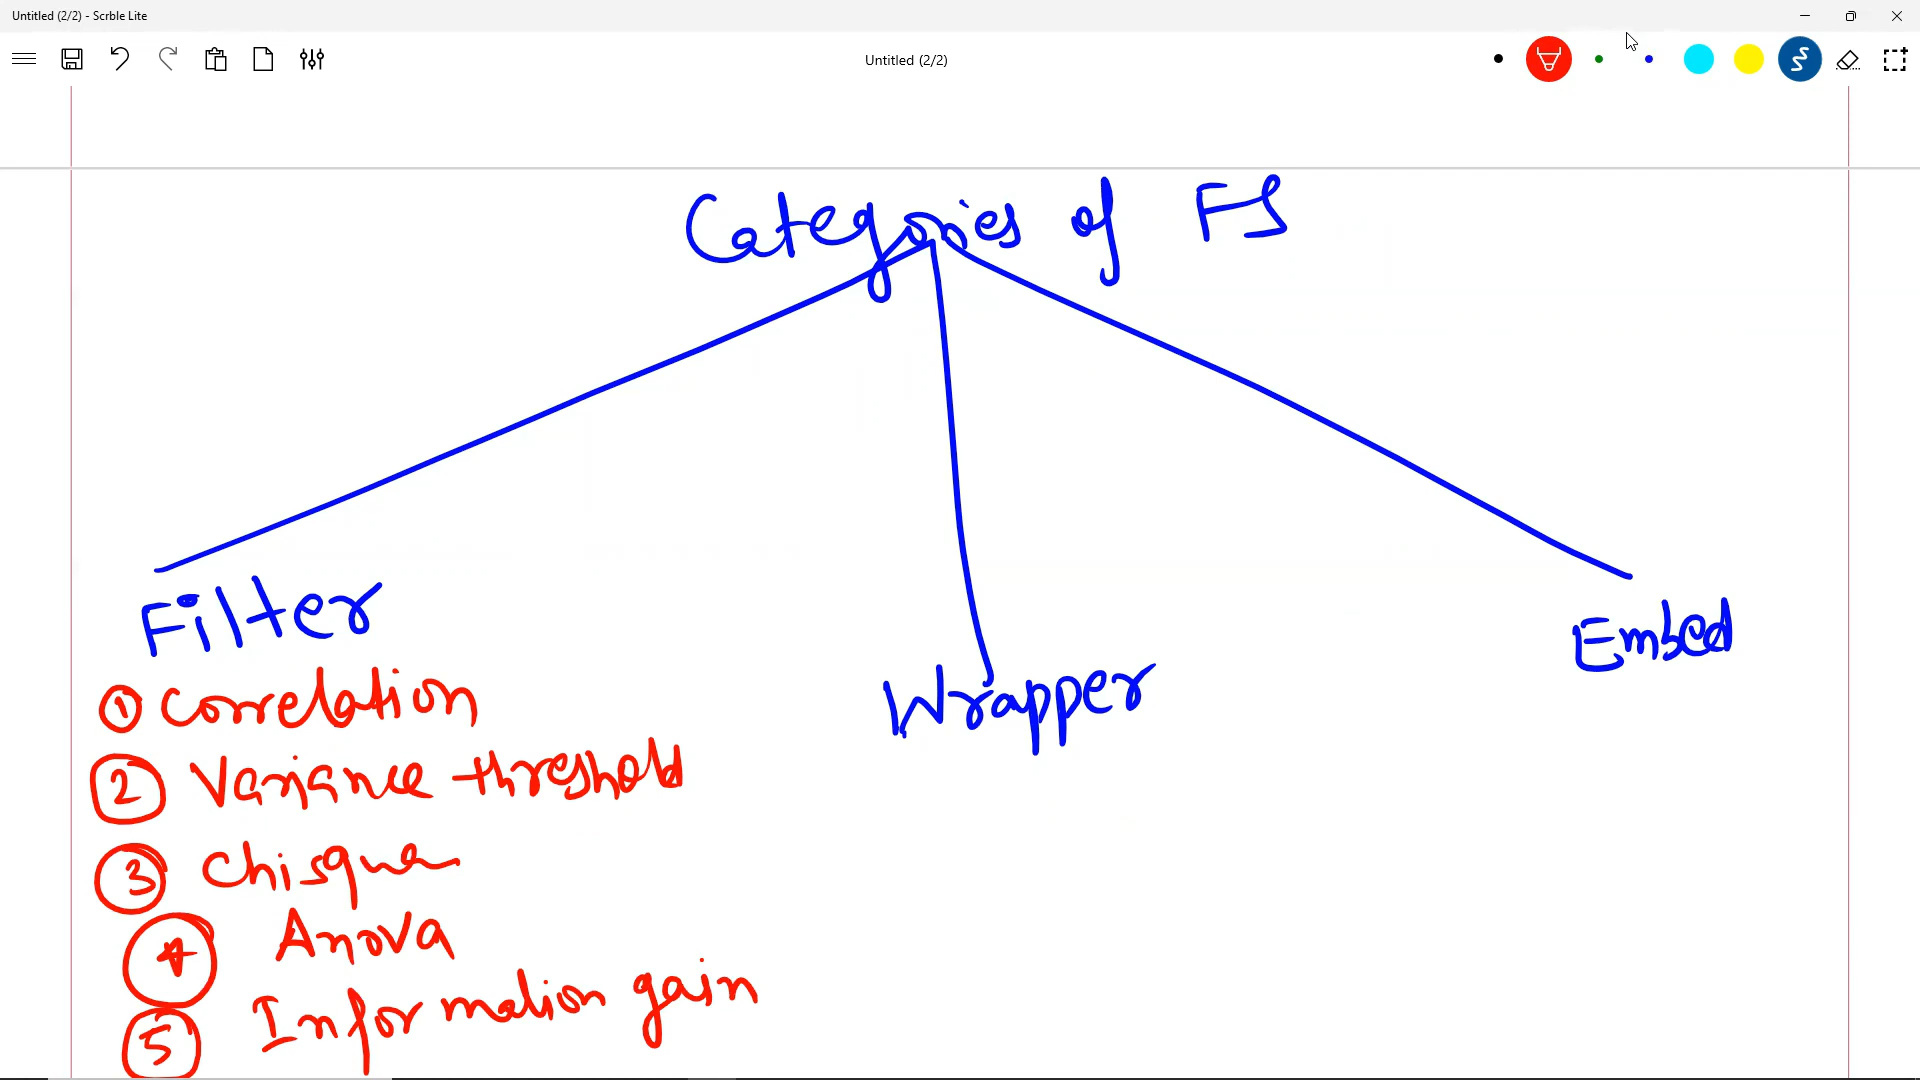 Untitled (2/2) - Scrble Lite
Untitled (2/2)
Categories of FS
Filter
Wrapper
Embed
① Correlation
② Variance threshold
③ Chisque
④ Anova
⑤ Information gain